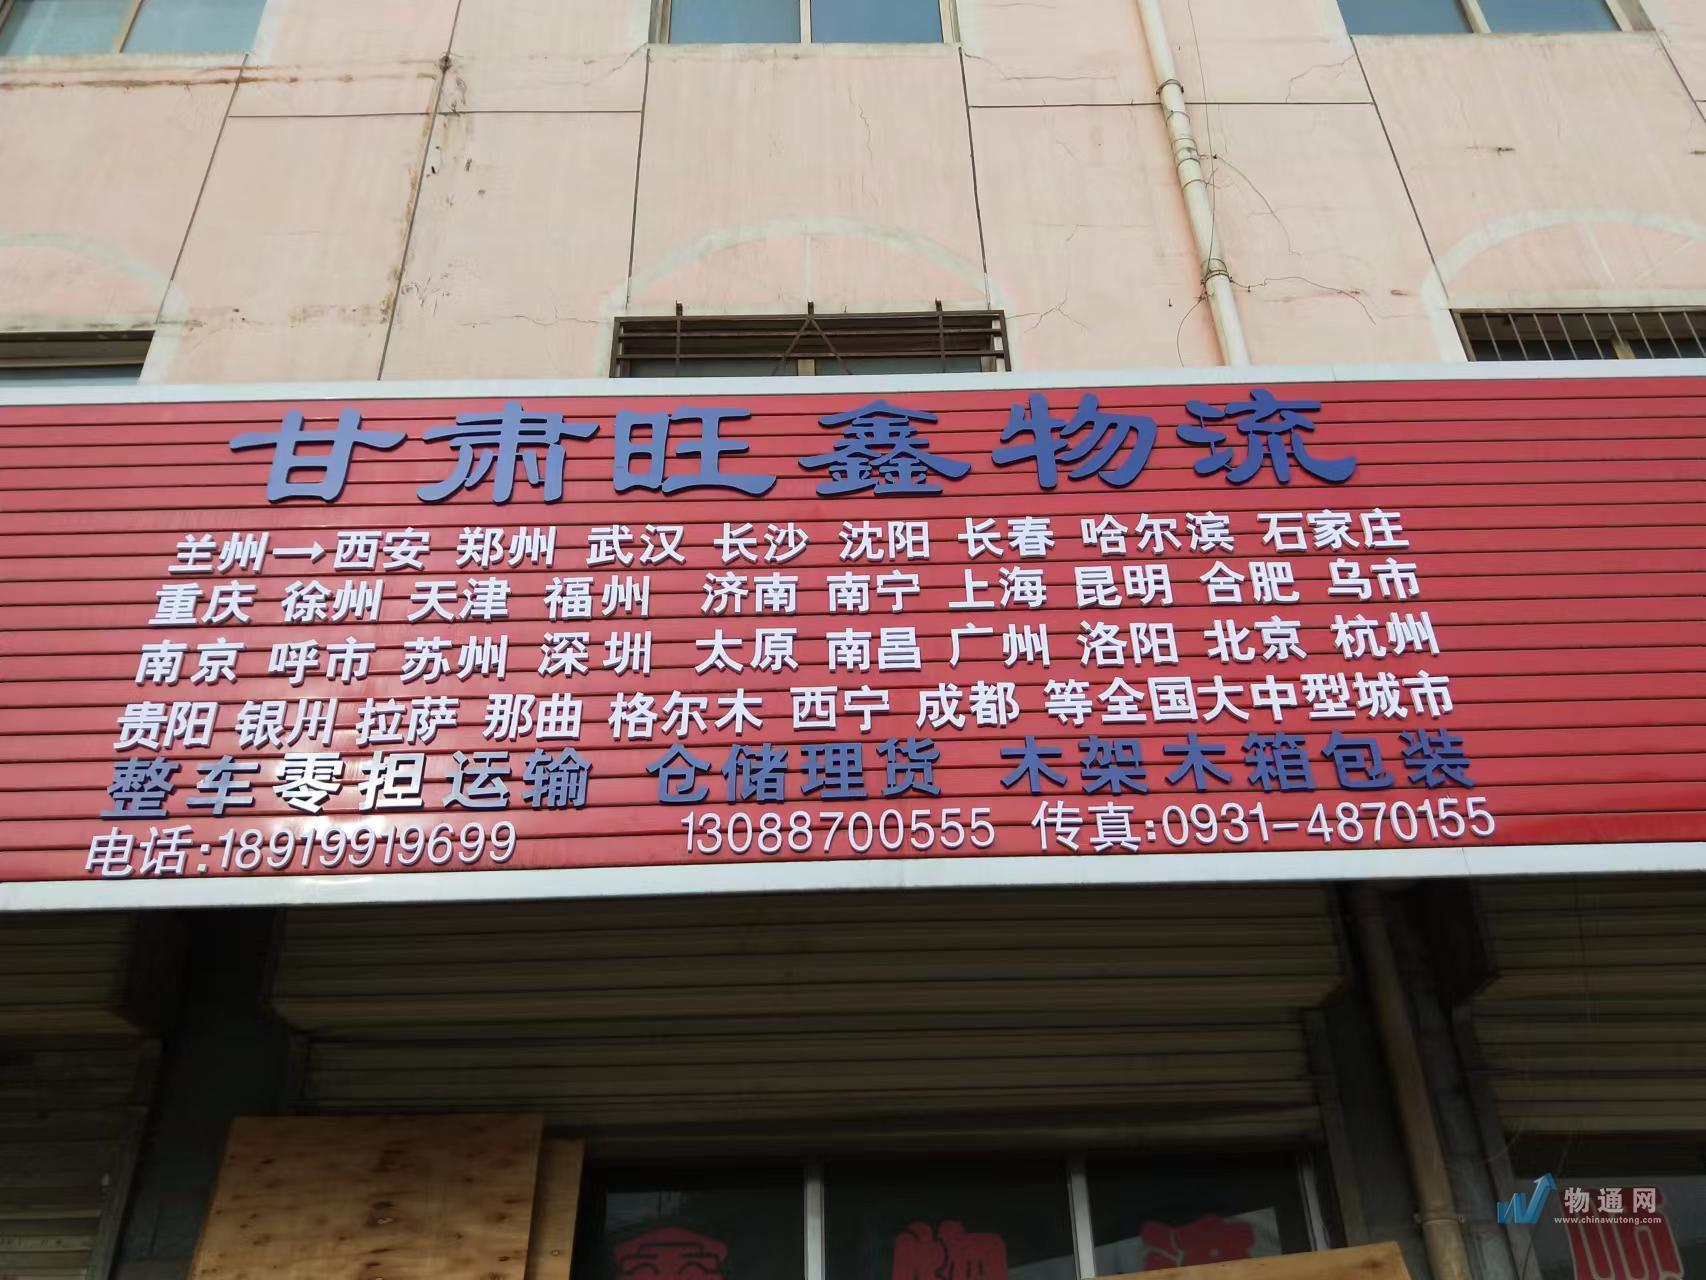 甘肃旺鑫物流
兰州→西安 郑州 武汉 长沙 沈阳 长春 哈尔滨 石家庄
重庆 徐州 天津 福州 济南 南宁 上海 昆明 合肥 乌市
南京 呼市 苏州 深圳 太原 南昌 广州 洛阳 北京 杭州
贵阳 银川 拉萨 那曲 格尔木 西宁 成都 等全国大中型城市
整车零担运输 仓储理货 木架木箱包装
电话:18919919699 13088700555 传真:0931-4870155
物流
物通网
www.chinawutong.com